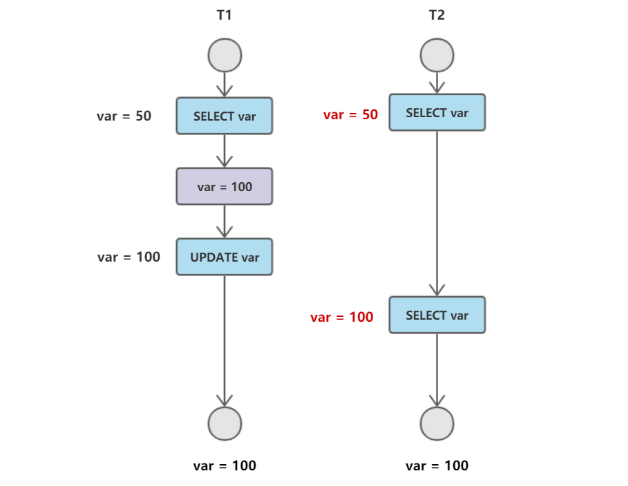 T1
T2
var = 50
SELECT var
var = 50
SELECT var
var = 100
var = 100
UPDATE var
var = 100
SELECT var
var = 100
var = 100